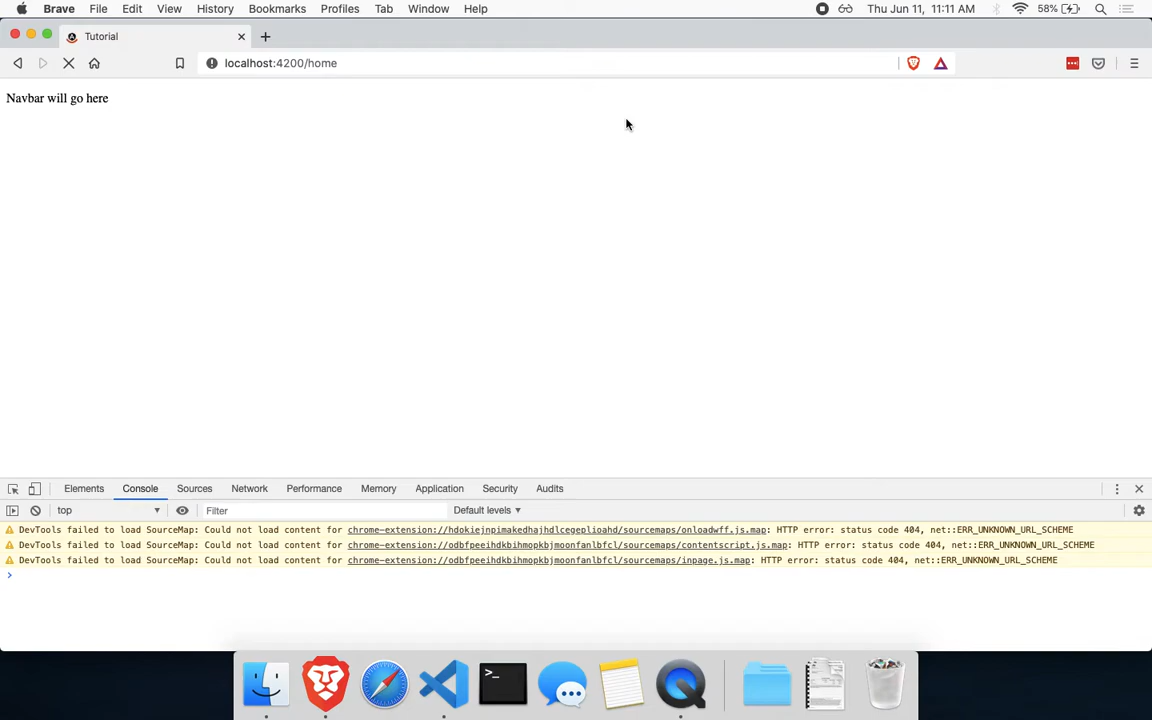 Brave File Edit View History Bookmarks Profiles Tab Window Help Thu Jun 11, 11:11 AM 58%
Tutorial
localhost:4200/home
Navbar will go here
Elements Console Sources Network Performance Memory Application Security Audits
top Filter Default levels
DevTools failed to load SourceMap: Could not load content for chrome-extension://hdokiejnpimakedhajhdlcegeplioahd/sourcemaps/onloadwff.js.map: HTTP error: status code 404, net::ERR_UNKNOWN_URL_SCHEME
DevTools failed to load SourceMap: Could not load content for chrome-extension://odbfpeeihdkbihmopkbjmoonfanlbfcl/sourcemaps/contentscript.js.map: HTTP error: status code 404, net::ERR_UNKNOWN_URL_SCHEME
DevTools failed to load SourceMap: Could not load content for chrome-extension://odbfpeeihdkbihmopkbjmoonfanlbfcl/sourcemaps/inpage.js.map: HTTP error: status code 404, net::ERR_UNKNOWN_URL_SCHEME